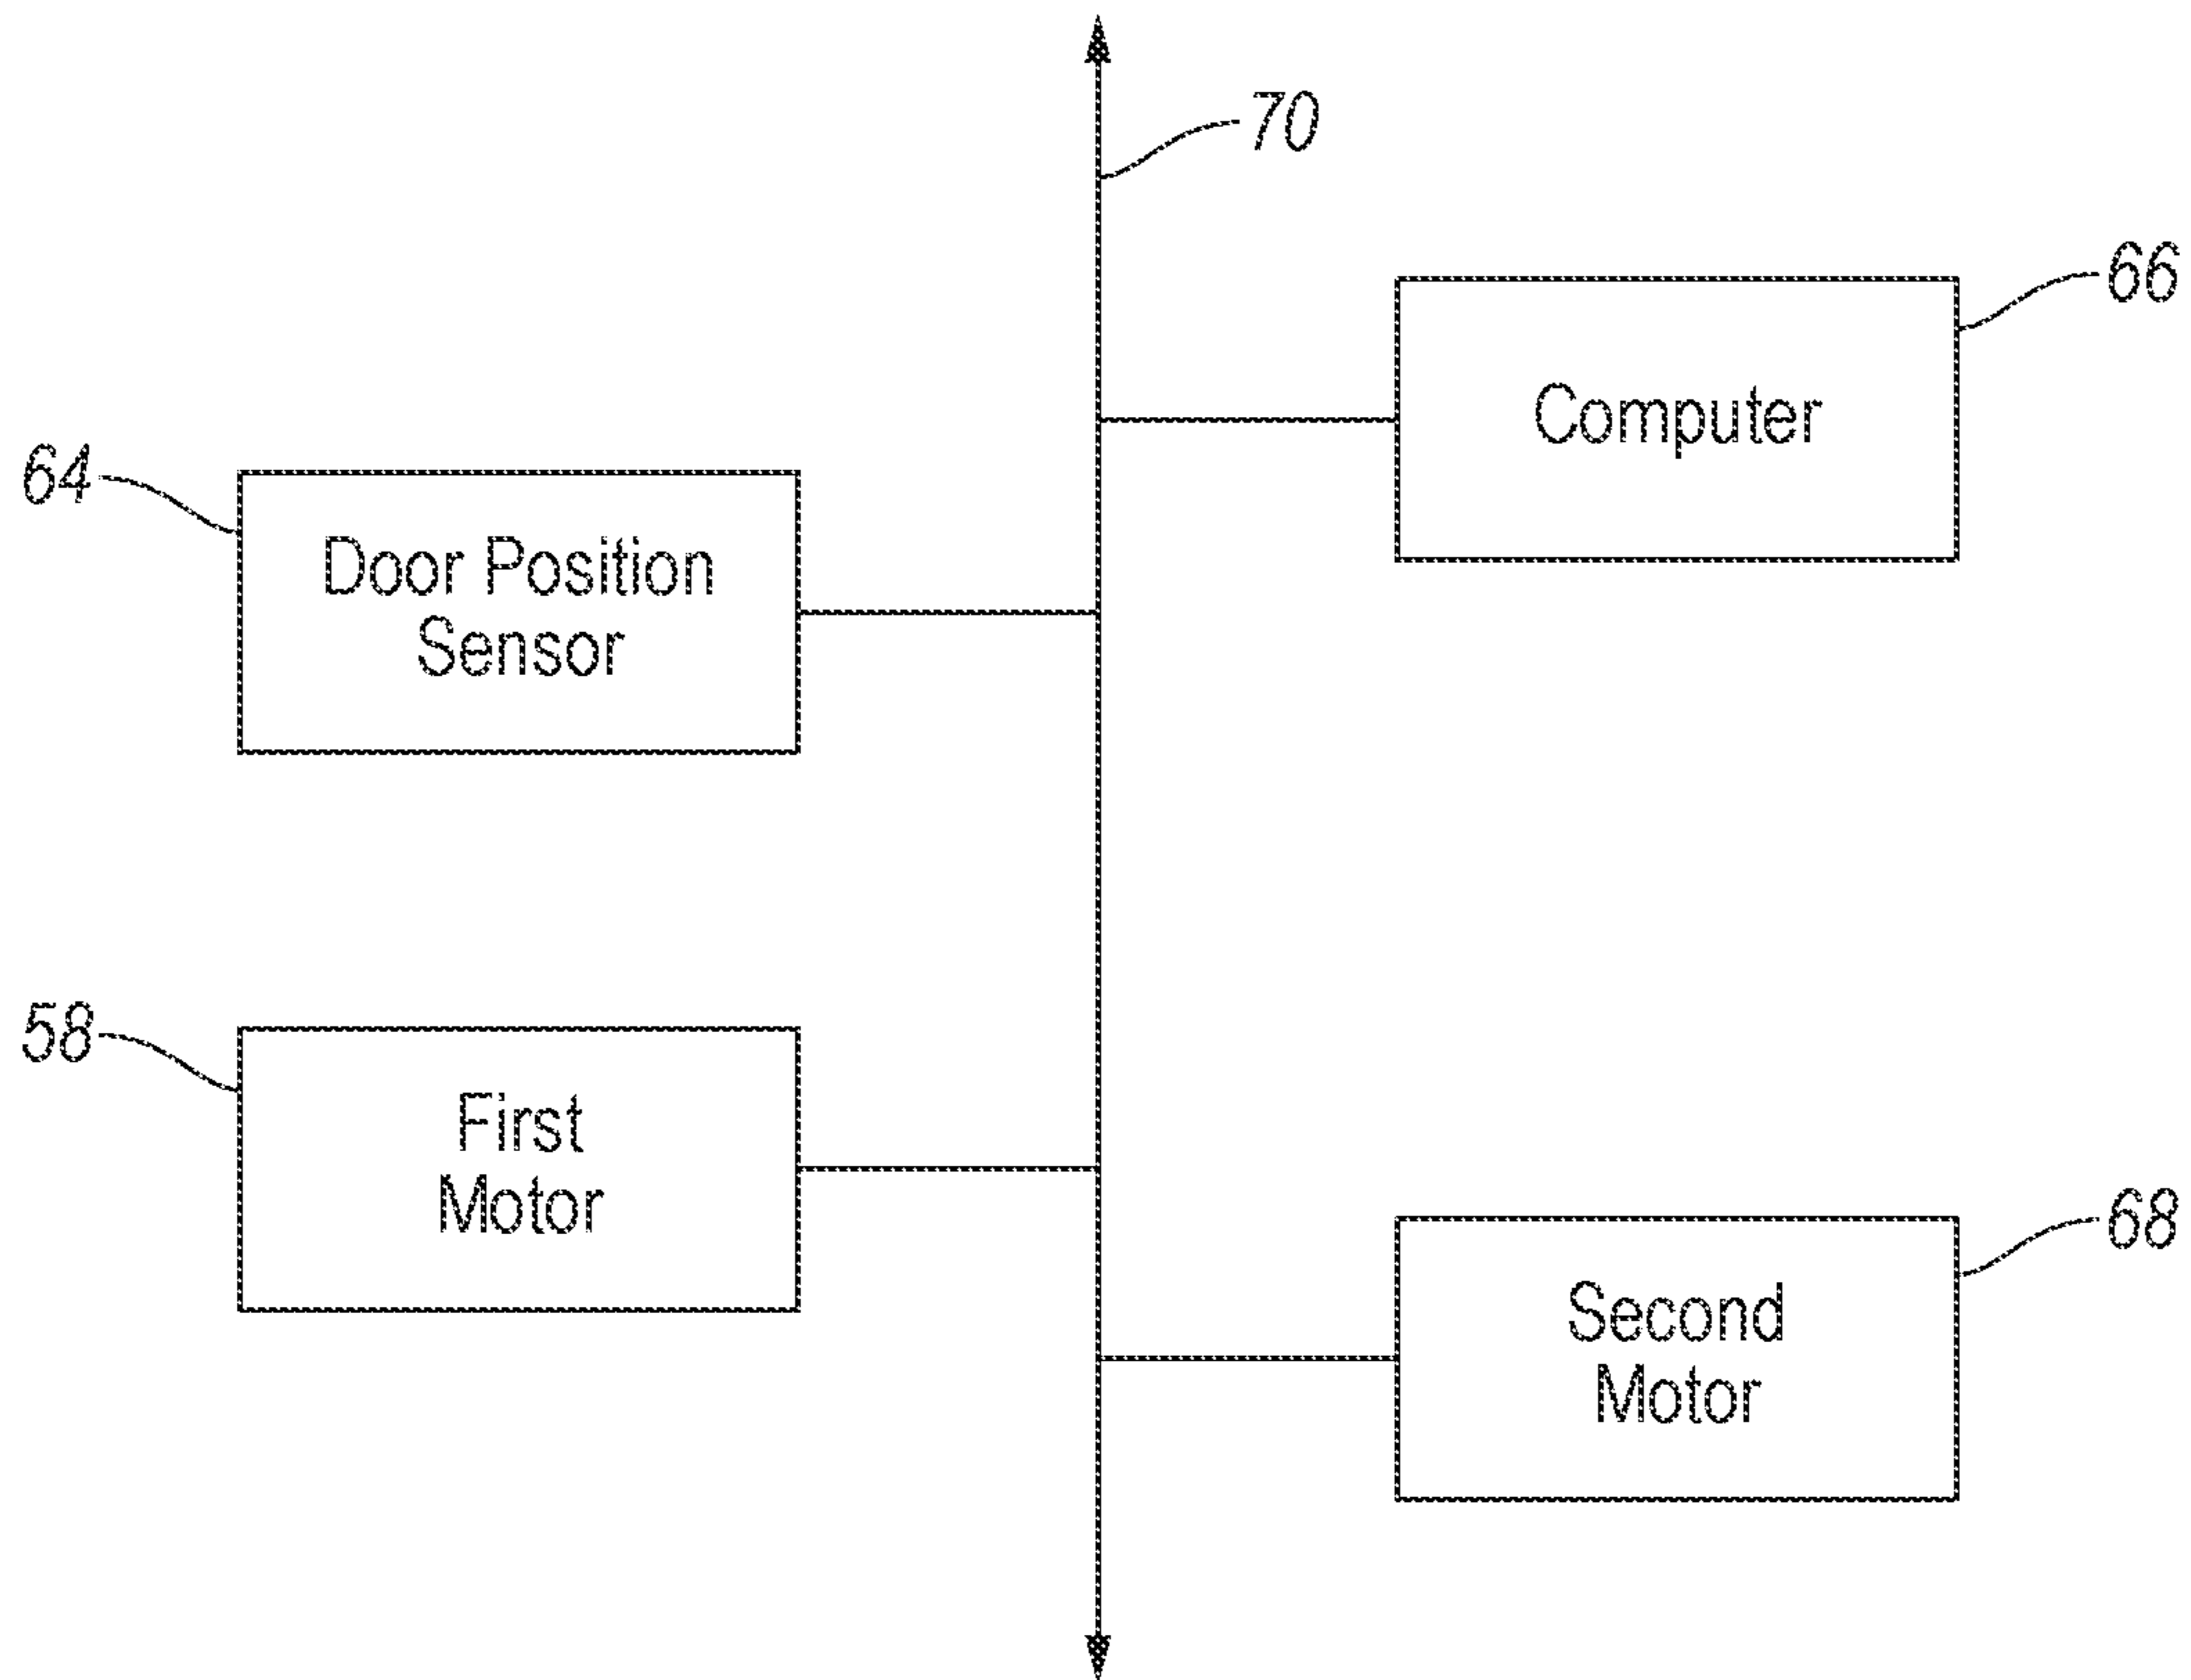 70
66
Computer
64
Door Position
Sensor
58
First
Motor
68
Second
Motor